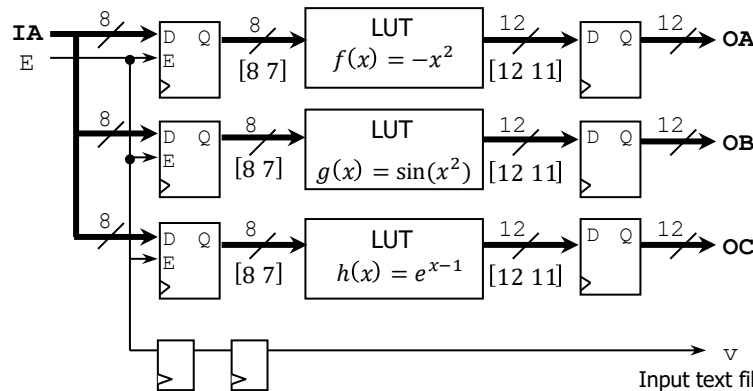 IA 8 D Q 8 LUT 12 D Q 12 OA
E E [8 7] f(x) = −x² [12 11]
8 D Q 8 LUT 12 D Q 12 OB
E [8 7] g(x) = sin(x²) [12 11]
8 D Q 8 LUT 12 D Q 12 OC
E [8 7] h(x) = eˣ⁻¹ [12 11]
v
Input text fil